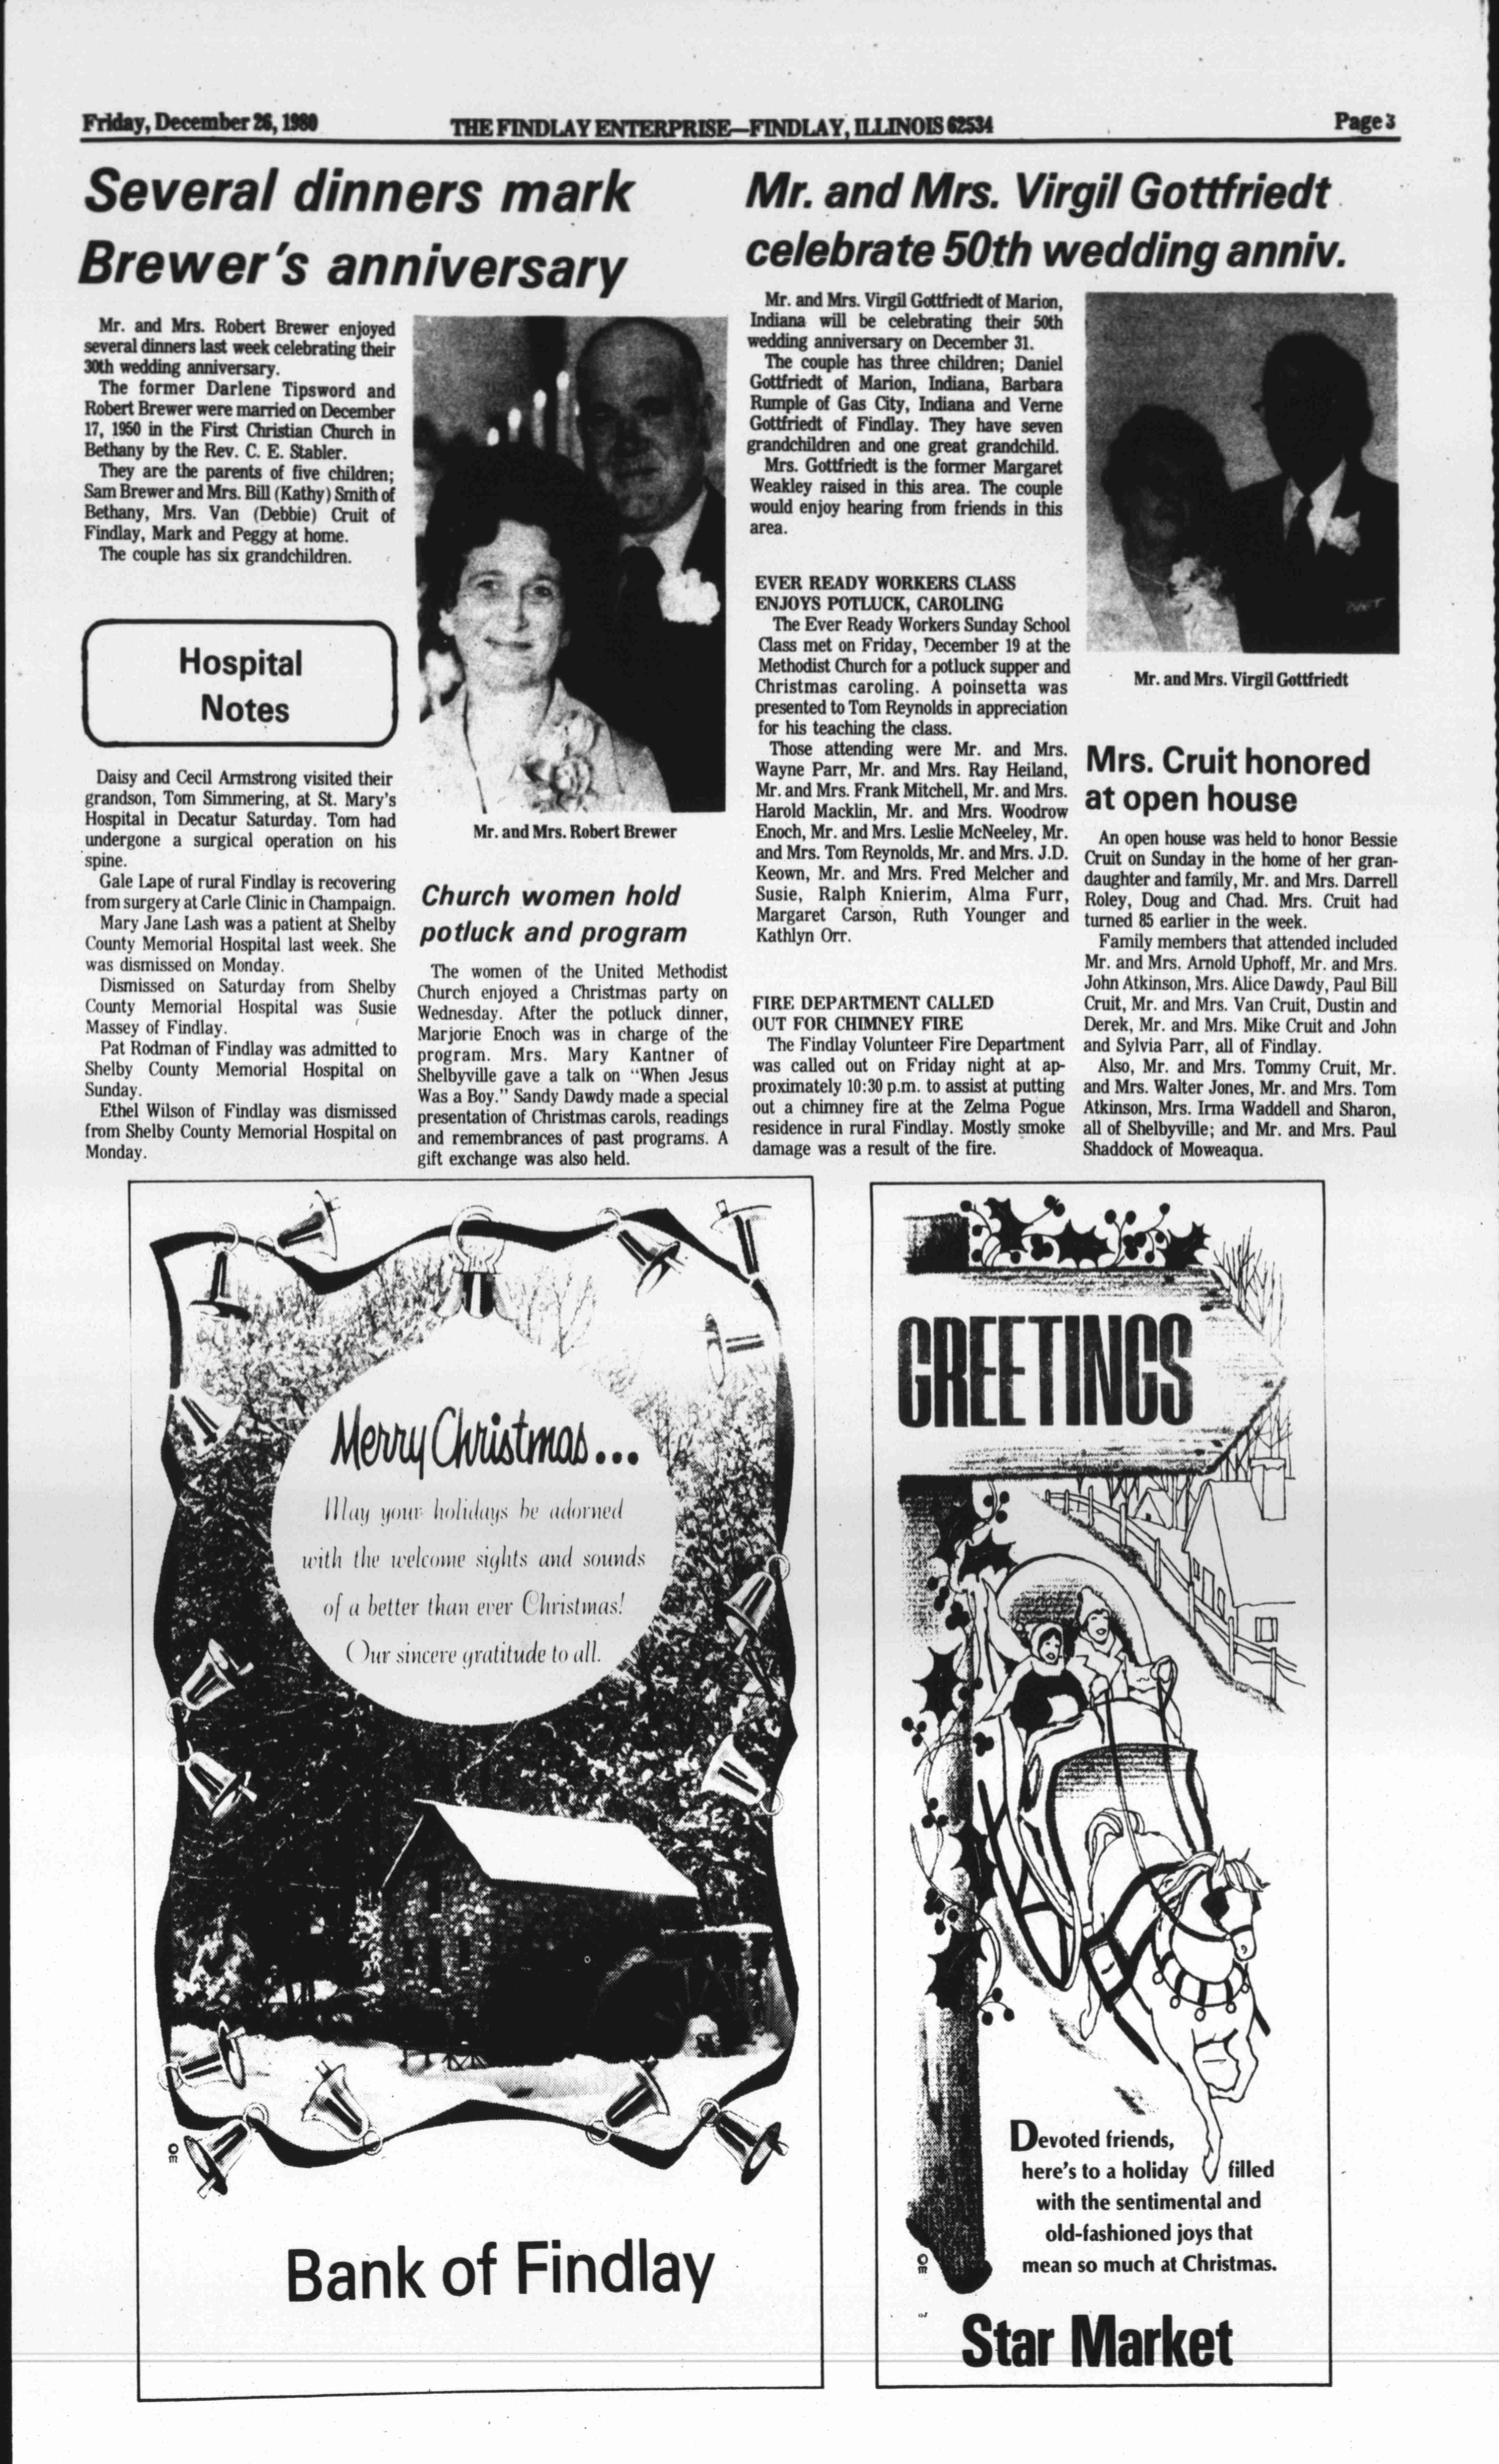 Friday, December 26, 1980
THE FINDLAY ENTERPRISE—FINDLAY, ILLINOIS 62534
Page 3
Several dinners mark
Brewer's anniversary
Mr. and Mrs. Robert Brewer enjoyed
several dinners last week celebrating their
30th wedding anniversary.
The former Darlene Tipsword and
Robert Brewer were married on December
17, 1950 in the First Christian Church in
Bethany by the Rev. C. E. Stabler.
They are the parents of five children;
Sam Brewer and Mrs. Bill (Kathy) Smith of
Bethany, Mrs. Van (Debbie) Cruit of
Findlay, Mark and Peggy at home.
The couple has six grandchildren.
Hospital
Notes
Daisy and Cecil Armstrong visited their
grandson, Tom Simmering, at St. Mary's
Hospital in Decatur Saturday. Tom had
undergone a surgical operation on his
spine.
Gale Lape of rural Findlay is recovering
from surgery at Carle Clinic in Champaign.
Mary Jane Lash was a patient at Shelby
County Memorial Hospital last week. She
was dismissed on Monday.
Dismissed on Saturday from Shelby
County Memorial Hospital was Susie
Massey of Findlay.
Pat Rodman of Findlay was admitted to
Shelby County Memorial Hospital on
Sunday.
Ethel Wilson of Findlay was dismissed
from Shelby County Memorial Hospital on
Monday.
Mr. and Mrs. Robert Brewer
Church women hold
potluck and program
The women of the United Methodist
Church enjoyed a Christmas party on
Wednesday. After the potluck dinner,
Marjorie Enoch was in charge of the
program. Mrs. Mary Kantner of
Shelbyville gave a talk on "When Jesus
Was a Boy." Sandy Dawdy made a special
presentation of Christmas carols, readings
and remembrances of past programs. A
gift exchange was also held.
Mr. and Mrs. Virgil Gottfriedt
celebrate 50th wedding anniv.
Mr. and Mrs. Virgil Gottfriedt of Marion,
Indiana will be celebrating their 50th
wedding anniversary on December 31.
The couple has three children; Daniel
Gottfriedt of Marion, Indiana, Barbara
Rumple of Gas City, Indiana and Verne
Gottfriedt of Findlay. They have seven
grandchildren and one great grandchild.
Mrs. Gottfriedt is the former Margaret
Weakley raised in this area. The couple
would enjoy hearing from friends in this
area.
EVER READY WORKERS CLASS
ENJOYS POTLUCK, CAROLING
The Ever Ready Workers Sunday School
Class met on Friday, December 19 at the
Methodist Church for a potluck supper and
Christmas caroling. A poinsetta was
presented to Tom Reynolds in appreciation
for his teaching the class.
Those attending were Mr. and Mrs.
Wayne Parr, Mr. and Mrs. Ray Heiland,
Mr. and Mrs. Frank Mitchell, Mr. and Mrs.
Harold Macklin, Mr. and Mrs. Woodrow
Enoch, Mr. and Mrs. Leslie McNeeley, Mr.
and Mrs. Tom Reynolds, Mr. and Mrs. J.D.
Keown, Mr. and Mrs. Fred Melcher and
Susie, Ralph Knierim, Alma Furr,
Margaret Carson, Ruth Younger and
Kathlyn Orr.
FIRE DEPARTMENT CALLED
OUT FOR CHIMNEY FIRE
The Findlay Volunteer Fire Department
was called out on Friday night at ap-
proximately 10:30 p.m. to assist at putting
out a chimney fire at the Zelma Pogue
residence in rural Findlay. Mostly smoke
damage was a result of the fire.
Mr. and Mrs. Virgil Gottfriedt
Mrs. Cruit honored
at open house
An open house was held to honor Bessie
Cruit on Sunday in the home of her gran-
daughter and family, Mr. and Mrs. Darrell
Roley, Doug and Chad. Mrs. Cruit had
turned 85 earlier in the week.
Family members that attended included
Mr. and Mrs. Arnold Uphoff, Mr. and Mrs.
John Atkinson, Mrs. Alice Dawdy, Paul Bill
Cruit, Mr. and Mrs. Van Cruit, Dustin and
Derek, Mr. and Mrs. Mike Cruit and John
and Sylvia Parr, all of Findlay.
Also, Mr. and Mrs. Tommy Cruit, Mr.
and Mrs. Walter Jones, Mr. and Mrs. Tom
Atkinson, Mrs. Irma Waddell and Sharon,
all of Shelbyville; and Mr. and Mrs. Paul
Shaddock of Moweaqua.
Merry Christmas...
May your holidays be adorned
with the welcome sights and sounds
of a better than ever Christmas!
Our sincere gratitude to all.
Bank of Findlay
GREETINGS
Devoted friends,
here's to a holiday filled
with the sentimental and
old-fashioned joys that
mean so much at Christmas.
Star Market